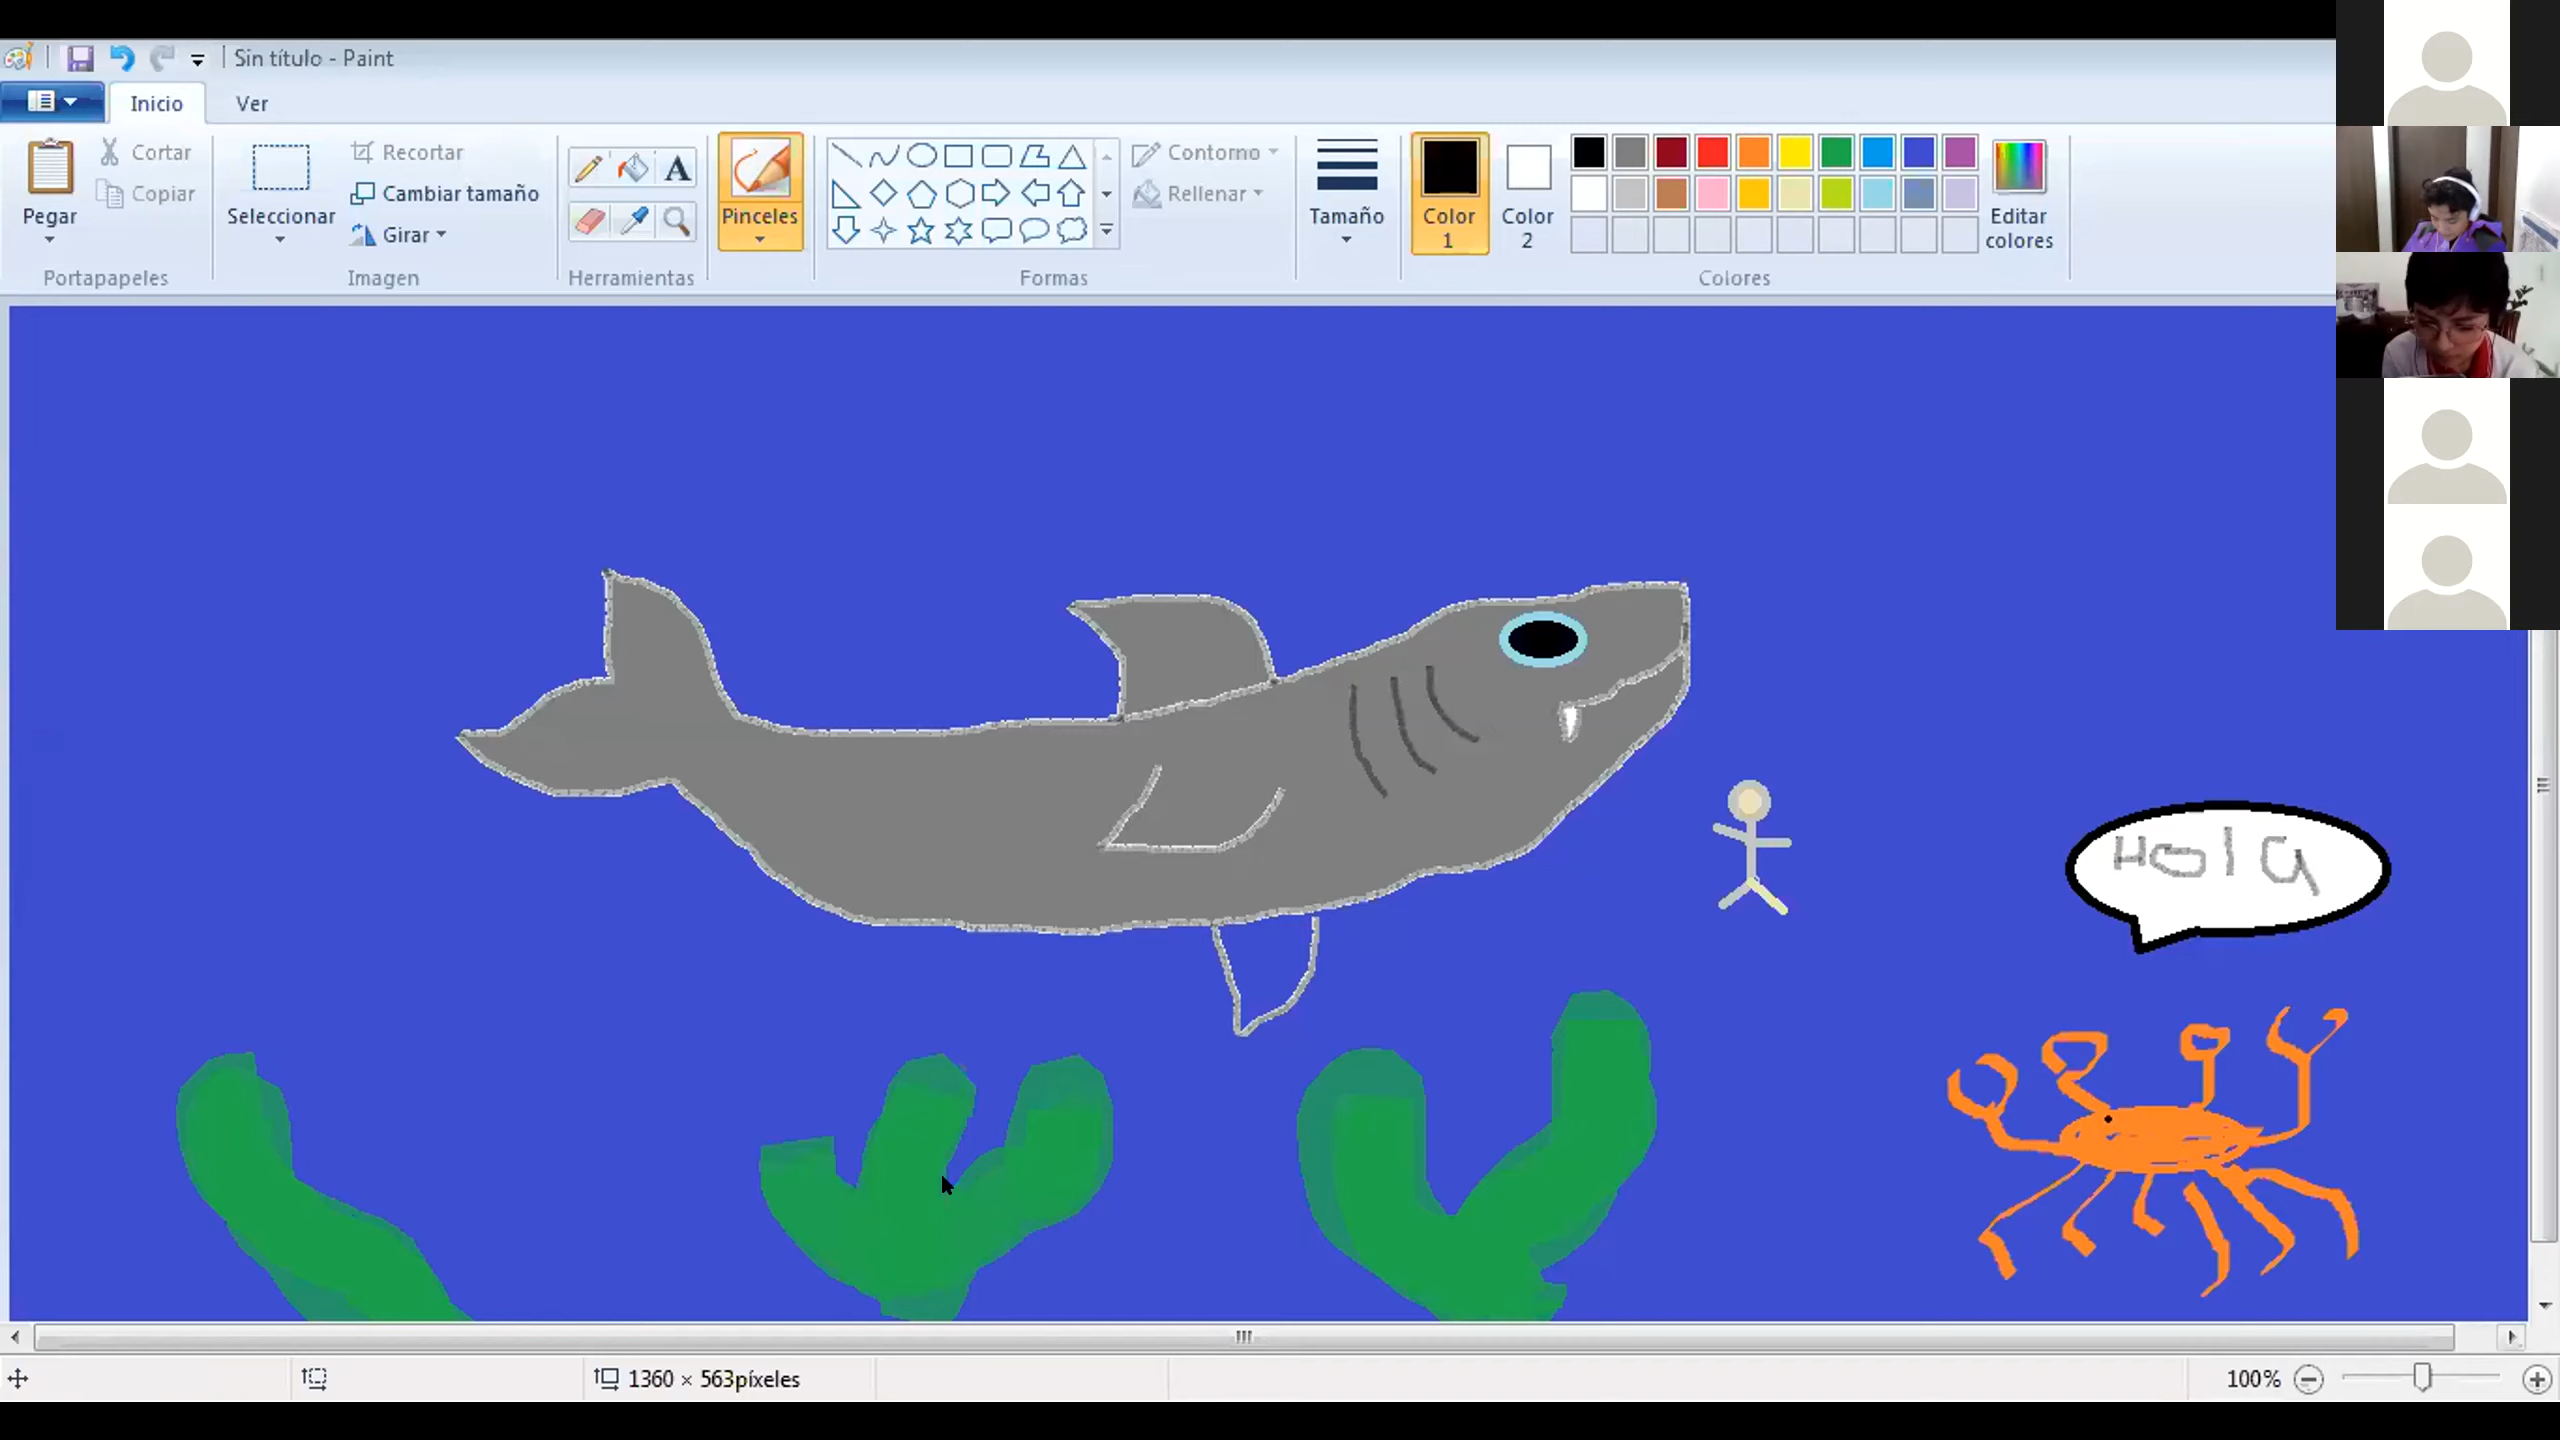 Sin título - Paint
Inicio
Ver
Pegar
Cortar
Copiar
Portapapeles
Seleccionar
Recortar
Cambiar tamaño
Girar
Imagen
A
Herramientas
Pinceles
Formas
Contorno
Rellenar
Tamaño
Color 1
Color 2
Editar colores
Colores
Hola
1360 × 563píxeles
100%